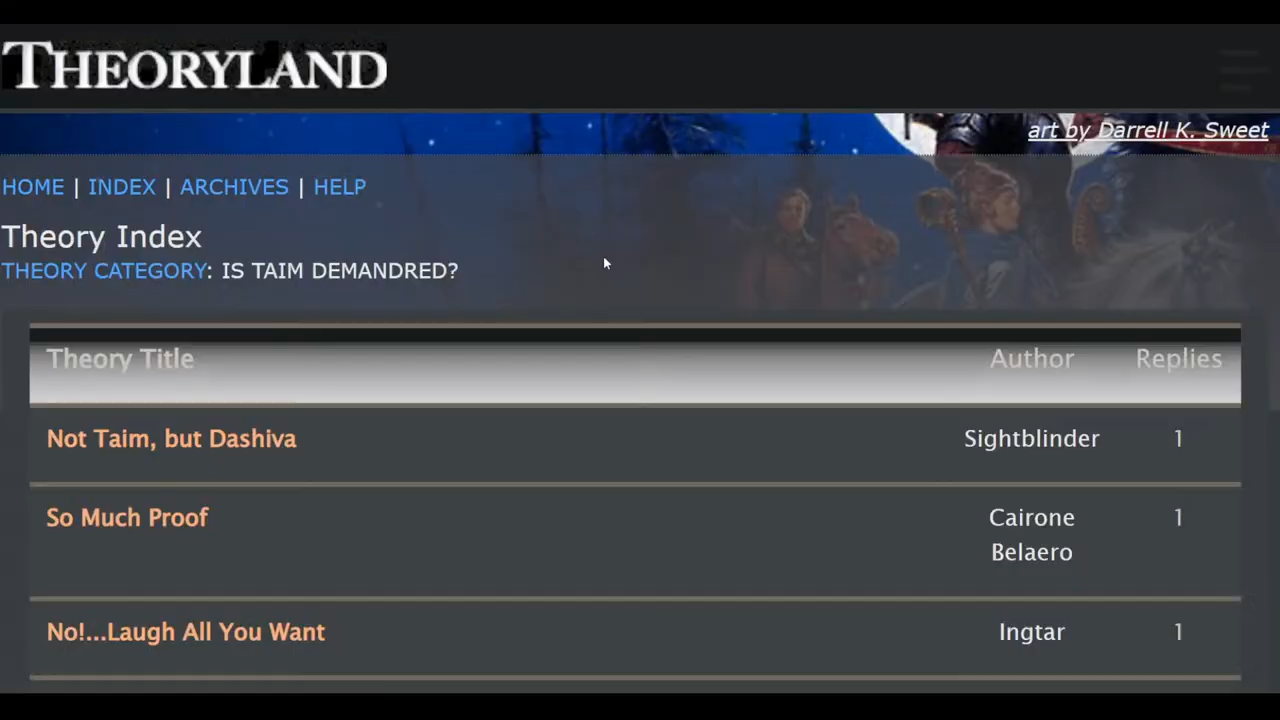 THEORYLAND
art by Darrell K. Sweet
HOME | INDEX | ARCHIVES | HELP
Theory Index
THEORY CATEGORY: IS TAIM DEMANDRED?
Theory Title Author Replies
Not Taim, but Dashiva Sightblinder 1
So Much Proof Cairone 1
Belaero
No!...Laugh All You Want Ingtar 1